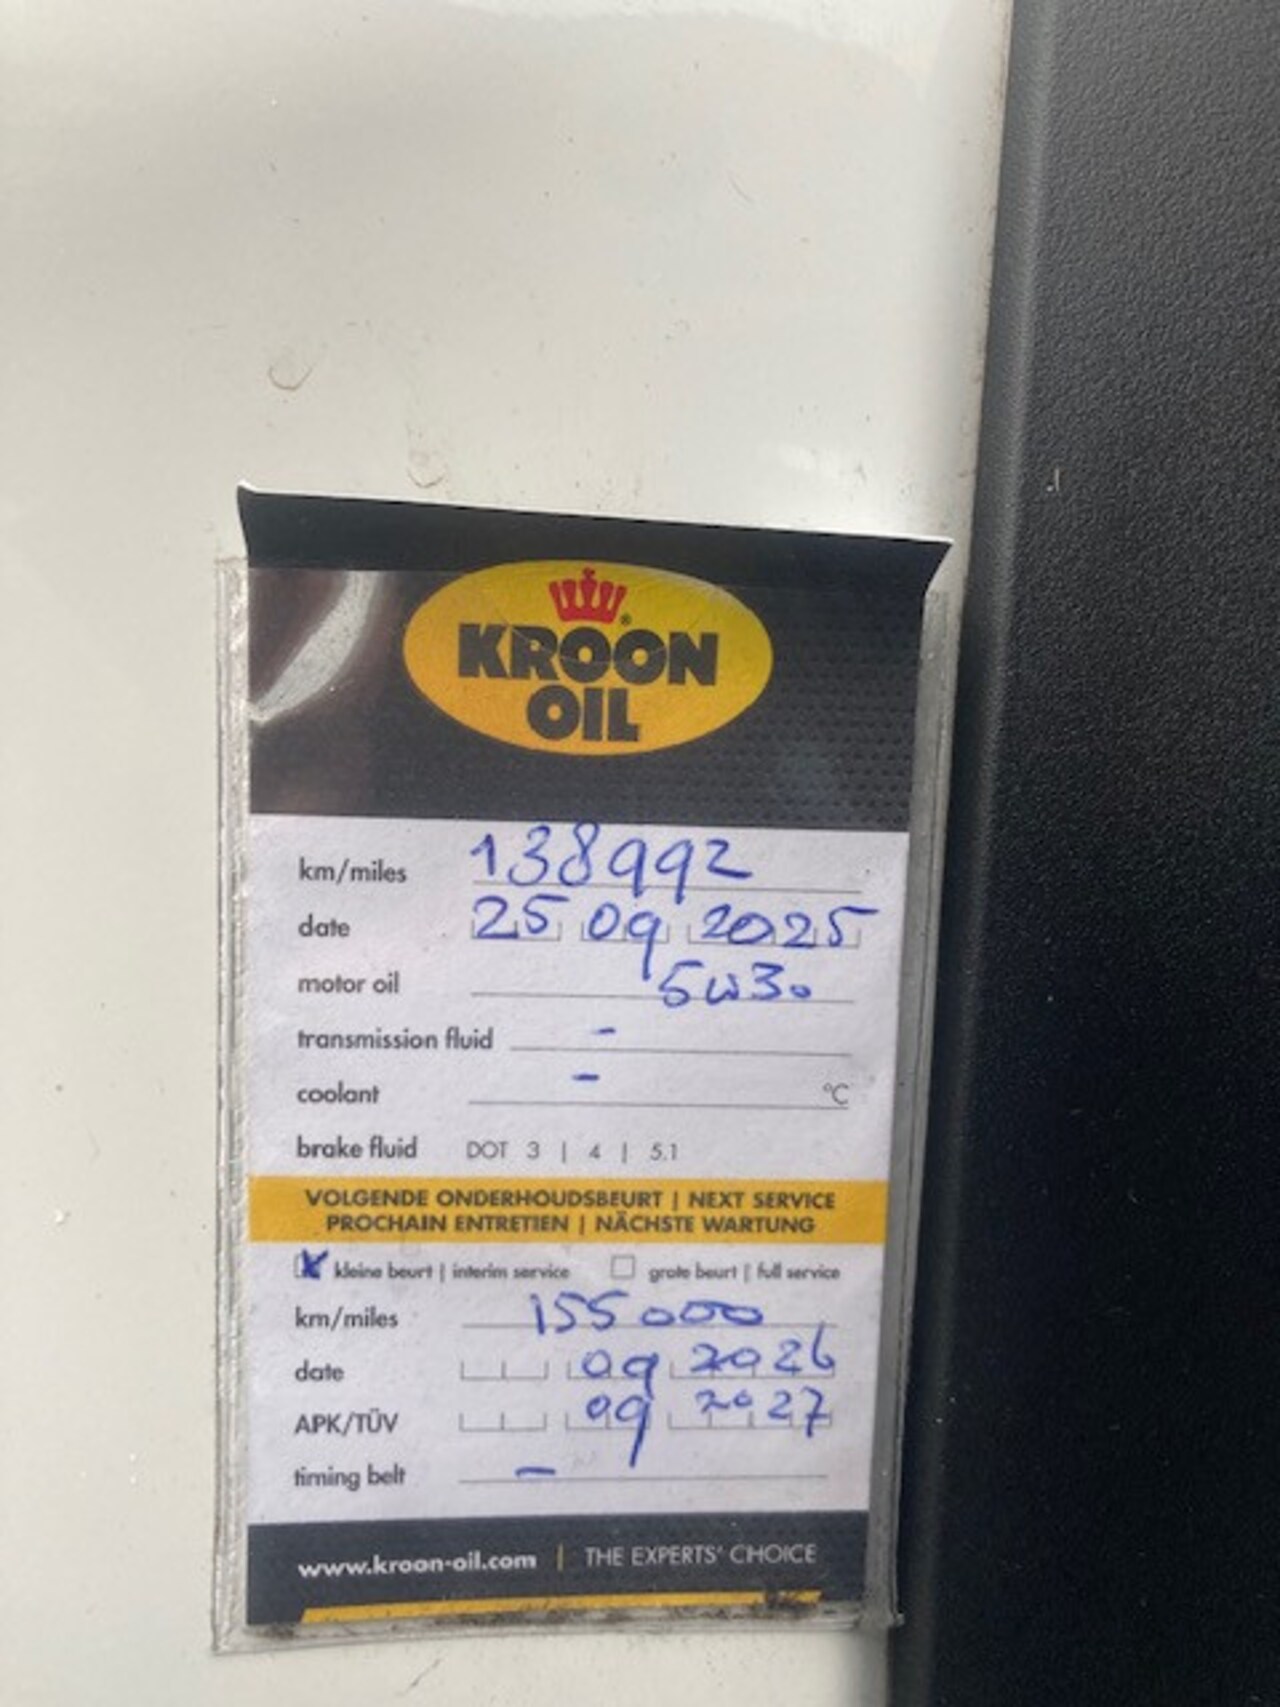 KROON
OIL
km/miles 138992
date 25 09 2025
motor oil 5w30
transmission fluid -
coolant - °C
brake fluid DOT 3 | 4 | 5.1
VOLGENDE ONDERHOUDSBEURT | NEXT SERVICE
PROCHAIN ENTRETIEN | NÄCHSTE WARTUNG
kleine beurt | interim service grote beurt | full service
km/miles 155000
date 09 2026
APK/TÜV 09 2027
timing belt -
www.kroon-oil.com | THE EXPERTS' CHOICE